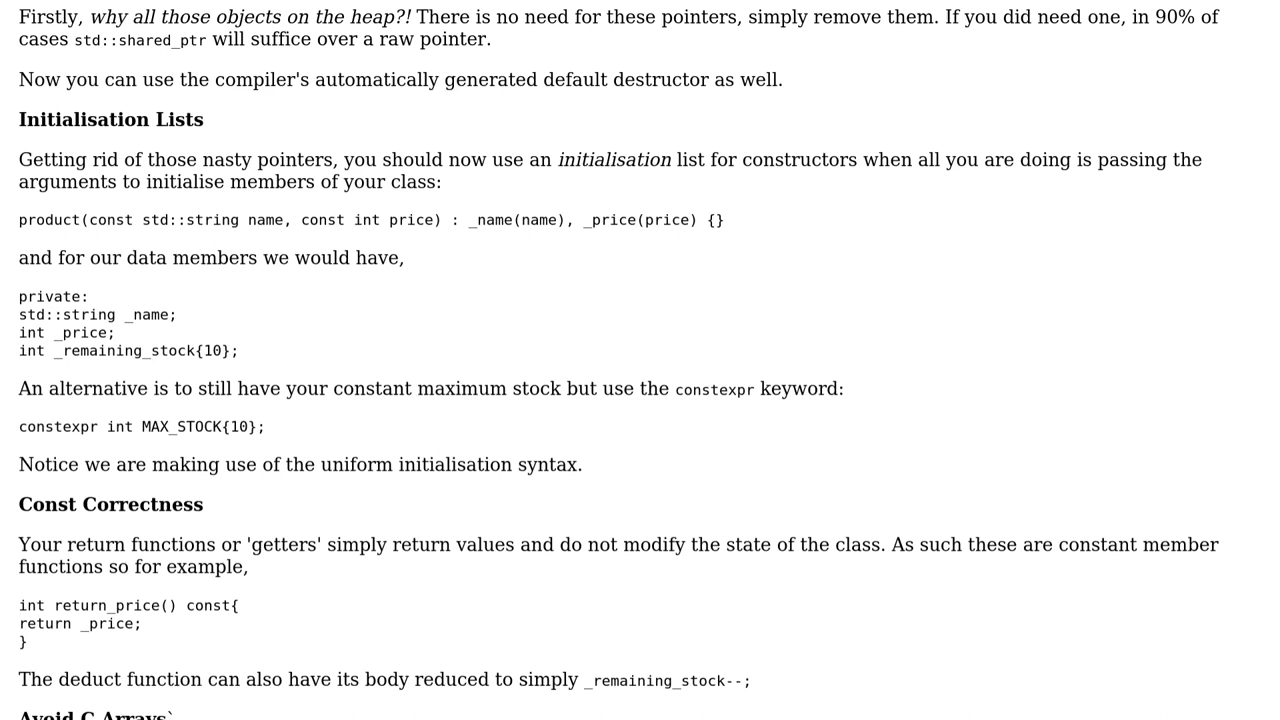 Firstly, why all those objects on the heap?! There is no need for these pointers, simply remove them. If you did need one, in 90% of
cases std::shared_ptr will suffice over a raw pointer.
Now you can use the compiler's automatically generated default destructor as well.
Initialisation Lists
Getting rid of those nasty pointers, you should now use an initialisation list for constructors when all you are doing is passing the
arguments to initialise members of your class:
product(const std::string name, const int price) : _name(name), _price(price) {}
and for our data members we would have,
private:
std::string _name;
int _price;
int _remaining_stock{10};
An alternative is to still have your constant maximum stock but use the constexpr keyword:
constexpr int MAX_STOCK{10};
Notice we are making use of the uniform initialisation syntax.
Const Correctness
Your return functions or 'getters' simply return values and do not modify the state of the class. As such these are constant member
functions so for example,
int return_price() const{
return _price;
}
The deduct function can also have its body reduced to simply _remaining_stock--;
Avoid C Arrays`